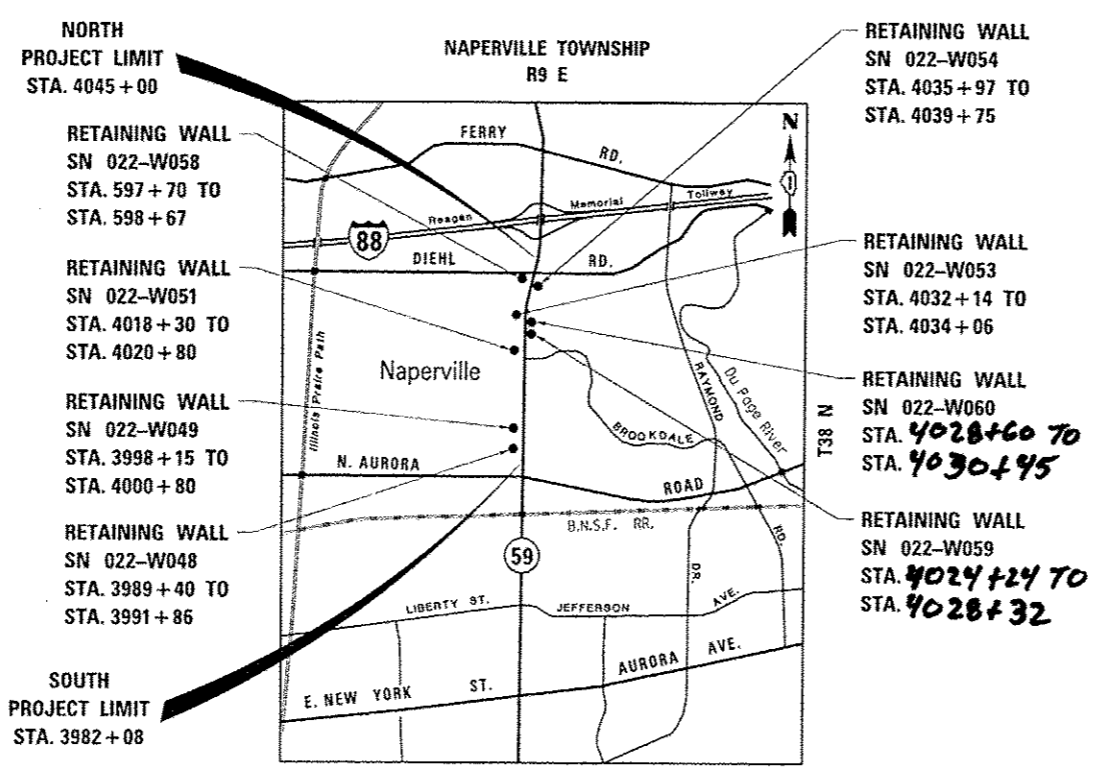 NORTH
PROJECT LIMIT
STA. 4045+00
NAPERVILLE TOWNSHIP
R9 E
RETAINING WALL
SN 022–W054
STA. 4035+97 TO
STA. 4039+75
RETAINING WALL
SN 022–W058
STA. 597+70 TO
STA. 598+67
RETAINING WALL
SN 022–W051
STA. 4018+30 TO
STA. 4020+80
RETAINING WALL
SN 022–W049
STA. 3998+15 TO
STA. 4000+80
RETAINING WALL
SN 022–W048
STA. 3989+40 TO
STA. 3991+86
SOUTH
PROJECT LIMIT
STA. 3982+08
FERRY RD.
N
1
Reagan Memorial Tollway
88
DIEHL RD.
Illinois Praire Path
Naperville
RAYMOND DR.
Du Page River
BROOKDALE RD.
T38 N
N. AURORA ROAD
B.N.S.F. RR.
59
LIBERTY ST.
JEFFERSON AVE.
AURORA AVE.
E. NEW YORK ST.
RETAINING WALL
SN 022–W053
STA. 4032+14 TO
STA. 4034+06
RETAINING WALL
SN 022–W060
STA. 4028+60 TO
STA. 4030+45
RETAINING WALL
SN 022–W059
STA. 4024+24 TO
STA. 4028+32